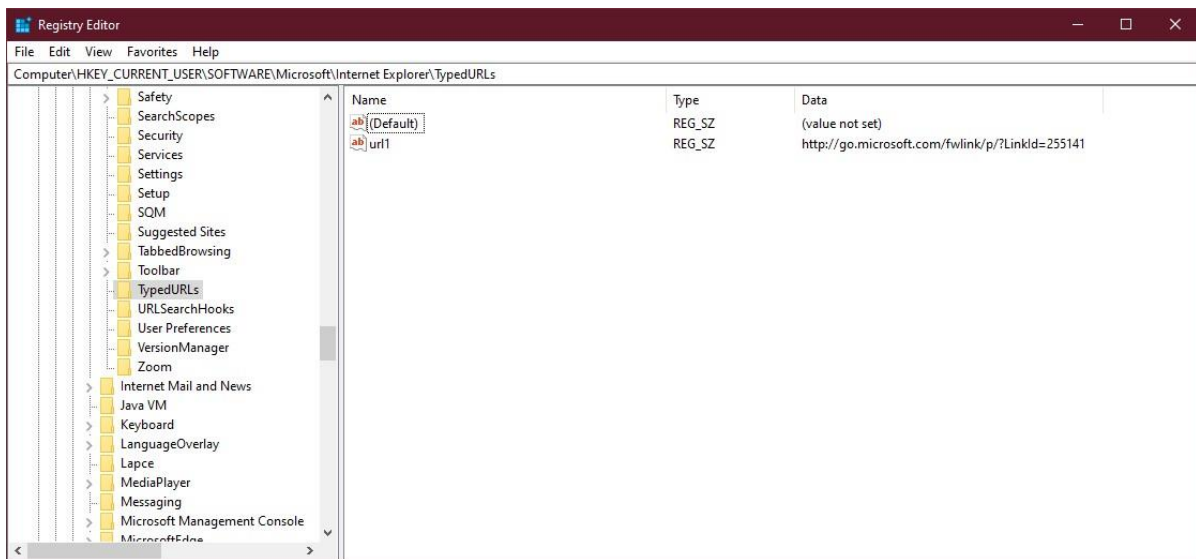 Registry Editor
File Edit View Favorites Help
Computer\HKEY_CURRENT_USER\SOFTWARE\Microsoft\Internet Explorer\TypedURLs
Safety
SearchScopes
Security
Services
Settings
Setup
SQM
Suggested Sites
TabbedBrowsing
Toolbar
TypedURLs
URLSearchHooks
User Preferences
VersionManager
Zoom
Internet Mail and News
Java VM
Keyboard
LanguageOverlay
Lapce
MediaPlayer
Messaging
Microsoft Management Console
MicrosoftEdge
Name Type Data
ab (Default) REG_SZ (value not set)
ab url1 REG_SZ http://go.microsoft.com/fwlink/p/?LinkId=255141